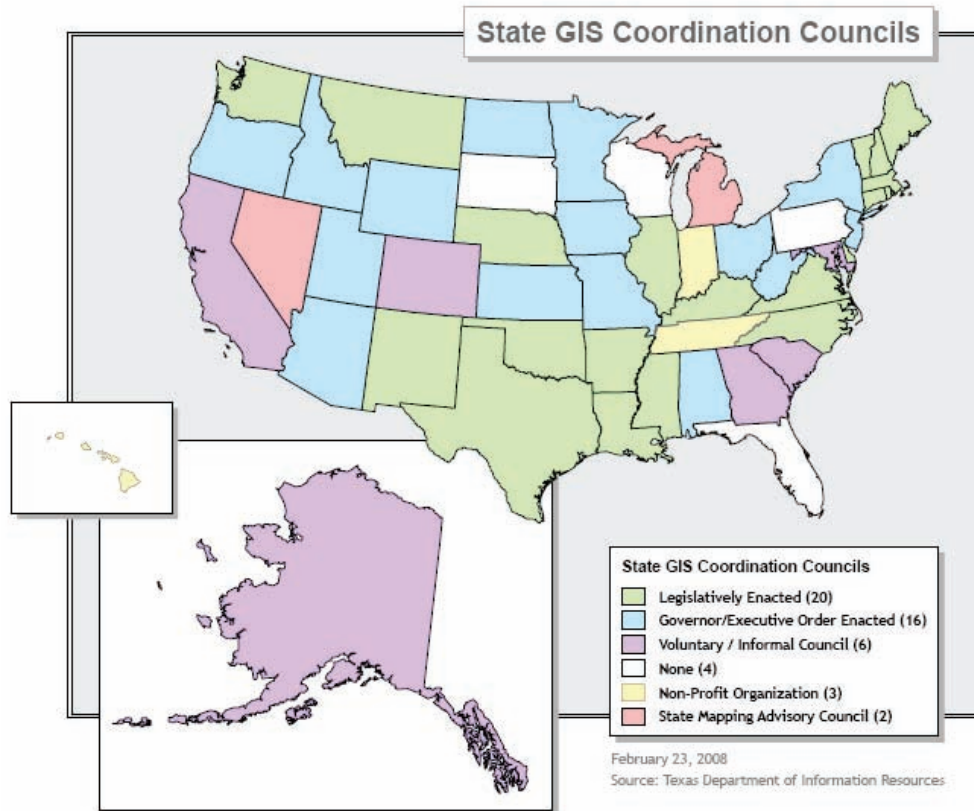 State GIS Coordination Councils
State GIS Coordination Councils
Legislatively Enacted (20)
Governor/Executive Order Enacted (16)
Voluntary / Informal Council (6)
None (4)
Non-Profit Organization (3)
State Mapping Advisory Council (2)
February 23, 2008
Source: Texas Department of Information Resources